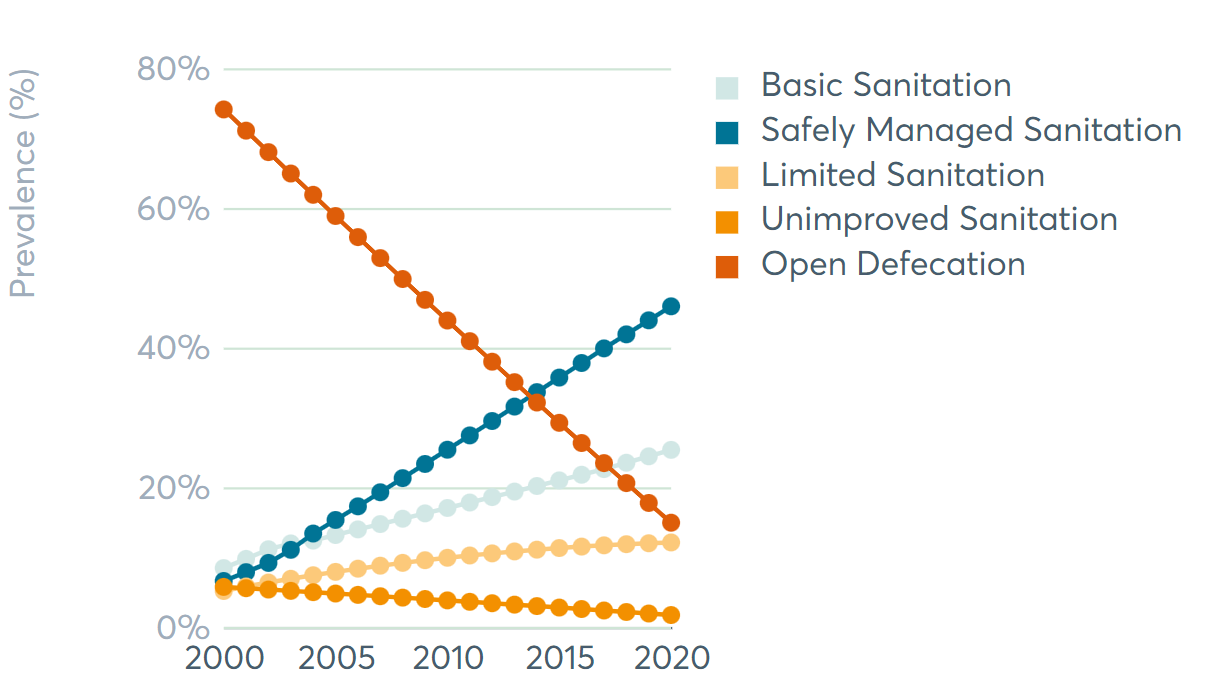 Prevalence (%)
80%
60%
40%
20%
0%
2000 2005 2010 2015 2020
Basic Sanitation
Safely Managed Sanitation
Limited Sanitation
Unimproved Sanitation
Open Defecation